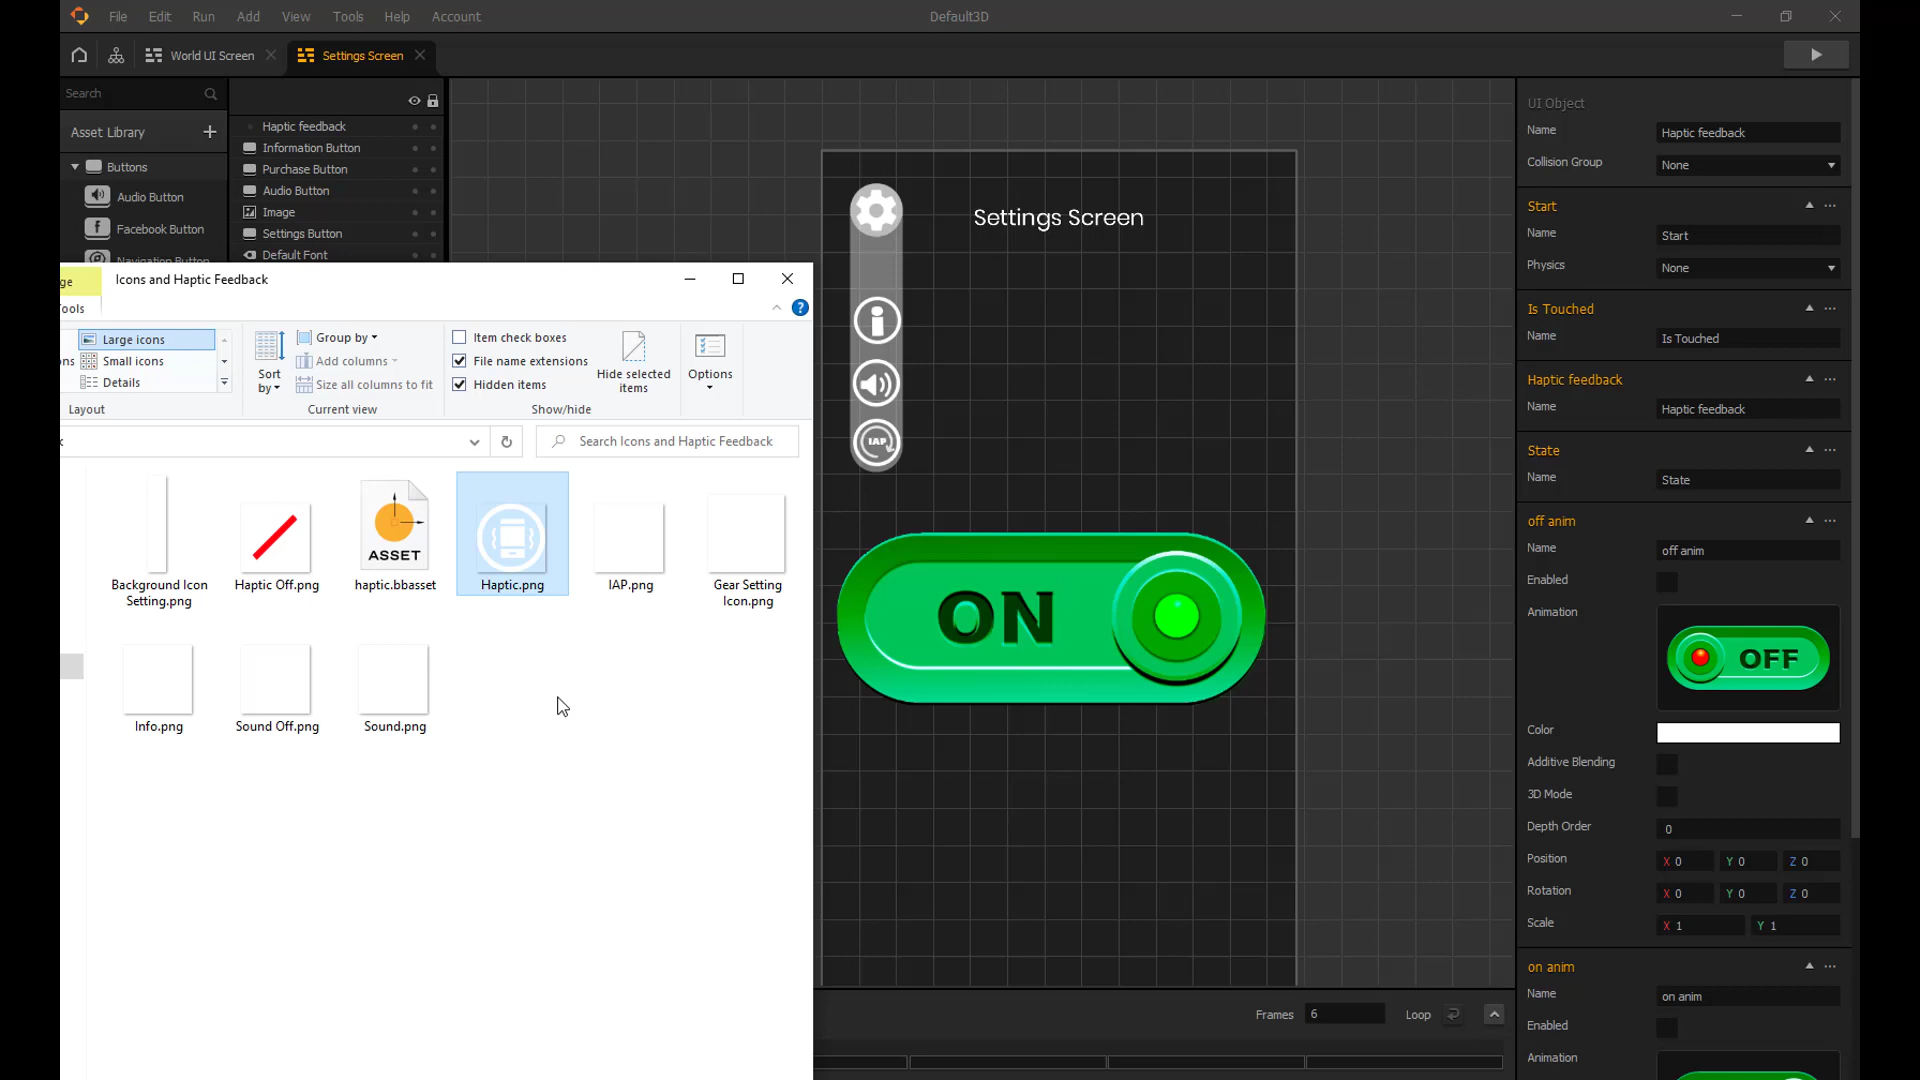 File Edit Run Add View Tools Help Account
Default3D
World UI Screen
Settings Screen
Search
Asset Library
Buttons
Audio Button
Facebook Button
Haptic feedback
Information Button
Purchase Button
Audio Button
Image
Settings Button
Default Font
Icons and Haptic Feedback
Large icons
Small icons
Details
Layout
Sort by
Group by
Add columns
Size all columns to fit
Current view
Item check boxes
File name extensions
Hidden items
Show/hide
Hide selected items
Options
Search Icons and Haptic Feedback
Background Icon Setting.png
Haptic Off.png
ASSET
haptic.bbasset
Haptic.png
IAP.png
Gear Setting Icon.png
Info.png
Sound Off.png
Sound.png
Settings Screen
IAP
ON
Frames 6 Loop
UI Object
Name Haptic feedback
Collision Group None
Start
Name Start
Physics None
Is Touched
Name Is Touched
Haptic feedback
Name Haptic feedback
State
Name State
off anim
Name off anim
Enabled
Animation
OFF
Color
Additive Blending
3D Mode
Depth Order 0
Position X 0 Y 0 Z 0
Rotation X 0 Y 0 Z 0
Scale X 1 Y 1
on anim
Name on anim
Enabled
Animation